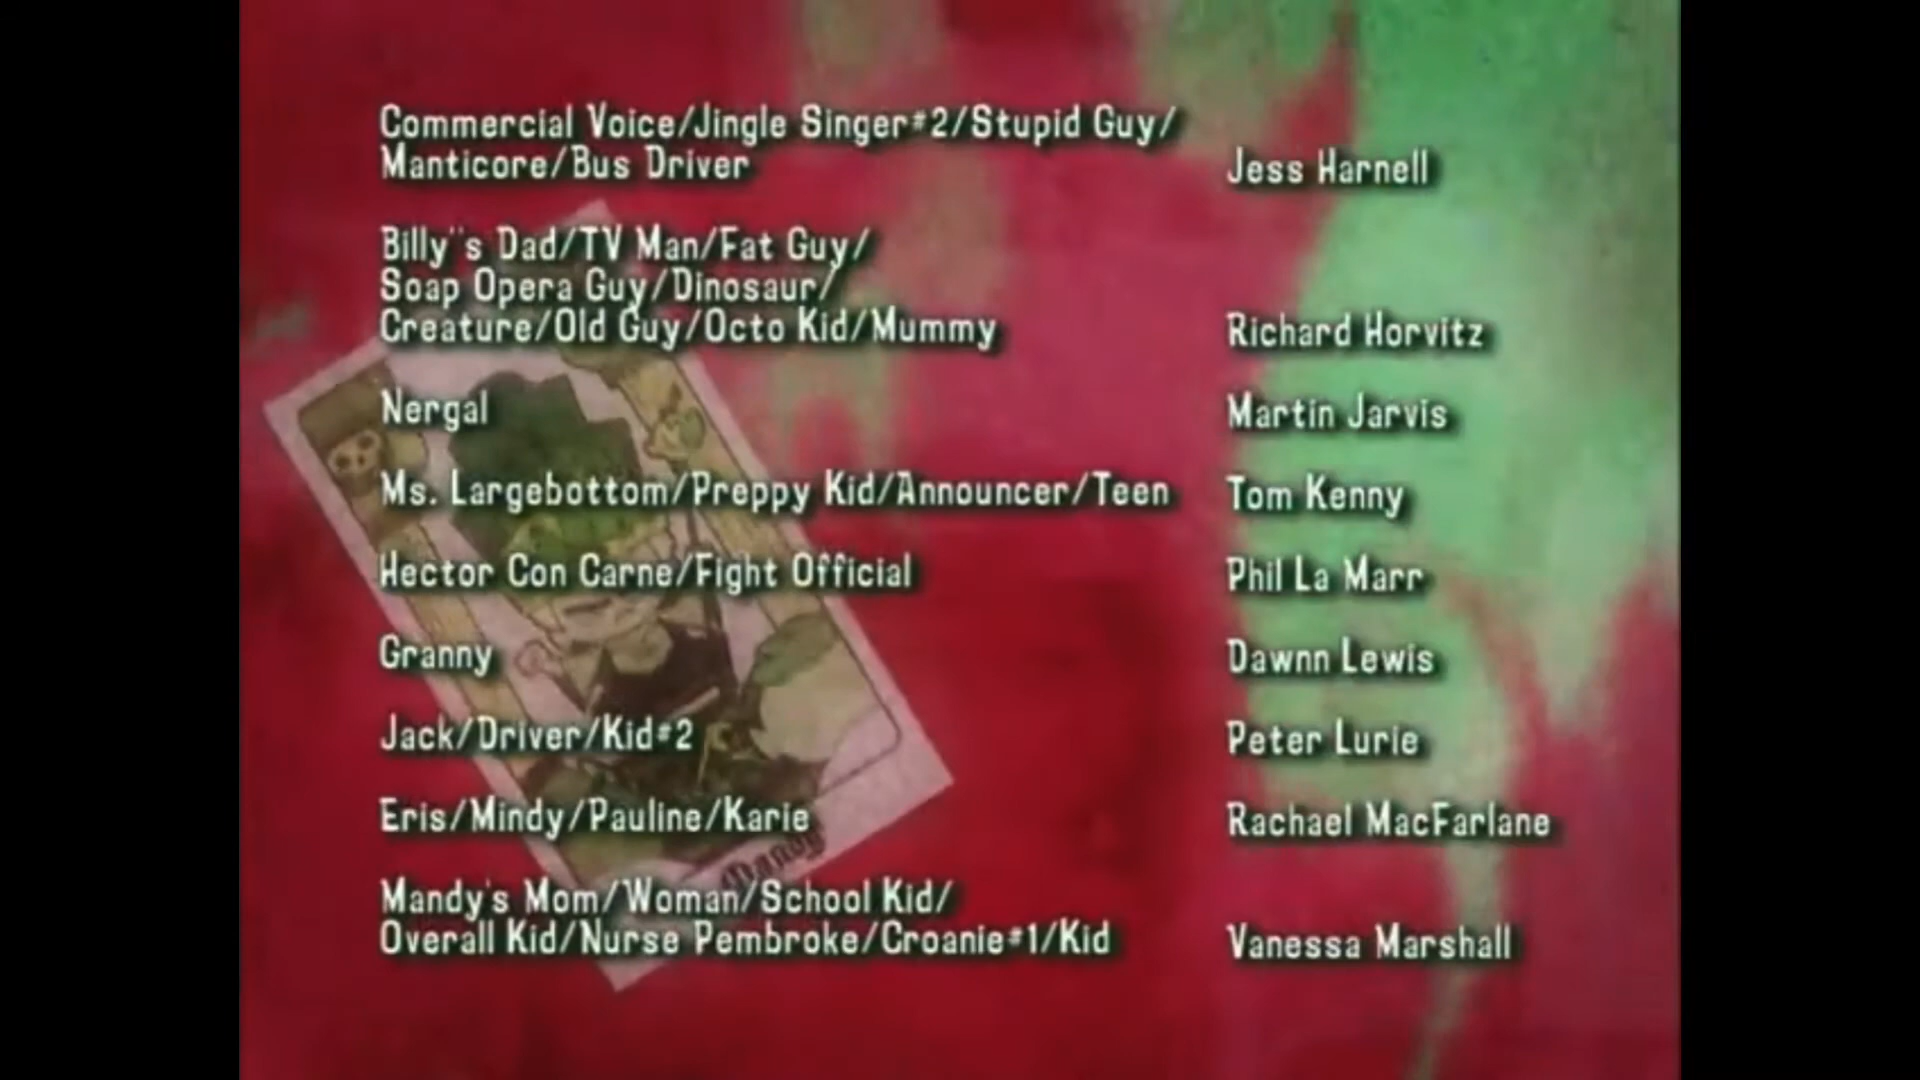 Commercial Voice/Jingle Singer#2/Stupid Guy/
Manticore/Bus Driver Jess Harnell
Billy"s Dad/TV Man/Fat Guy/
Soap Opera Guy/Dinosaur/
Creature/Old Guy/Octo Kid/Mummy Richard Horvitz
Nergal Martin Jarvis
Ms. Largebottom/Preppy Kid/Announcer/Teen Tom Kenny
Hector Con Carne/Fight Official Phil La Marr
Granny Dawnn Lewis
Jack/Driver/Kid#2 Peter Lurie
Eris/Mindy/Pauline/Karie Rachael MacFarlane
Mandy's Mom/Woman/School Kid/
Overall Kid/Nurse Pembroke/Croanie#1/Kid Vanessa Marshall
Mandy